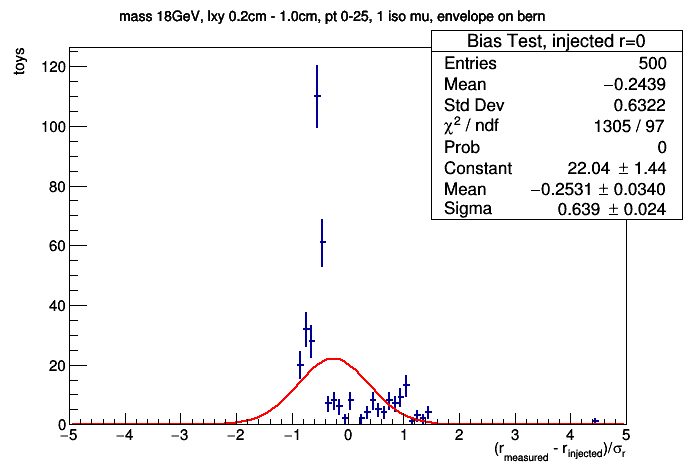 mass 18GeV, lxy 0.2cm - 1.0cm, pt 0-25, 1 iso mu, envelope on bern
Bias Test, injected r=0
Entries 500
Mean −0.2439
Std Dev 0.6322
χ² / ndf 1305 / 97
Prob 0
Constant 22.04 ± 1.44
Mean −0.2531 ± 0.0340
Sigma 0.639 ± 0.024
toys
120
100
80
60
40
20
0
−5 −4 −3 −2 −1 0 1 2 3 4 5
(r_measured - r_injected)/σ_r